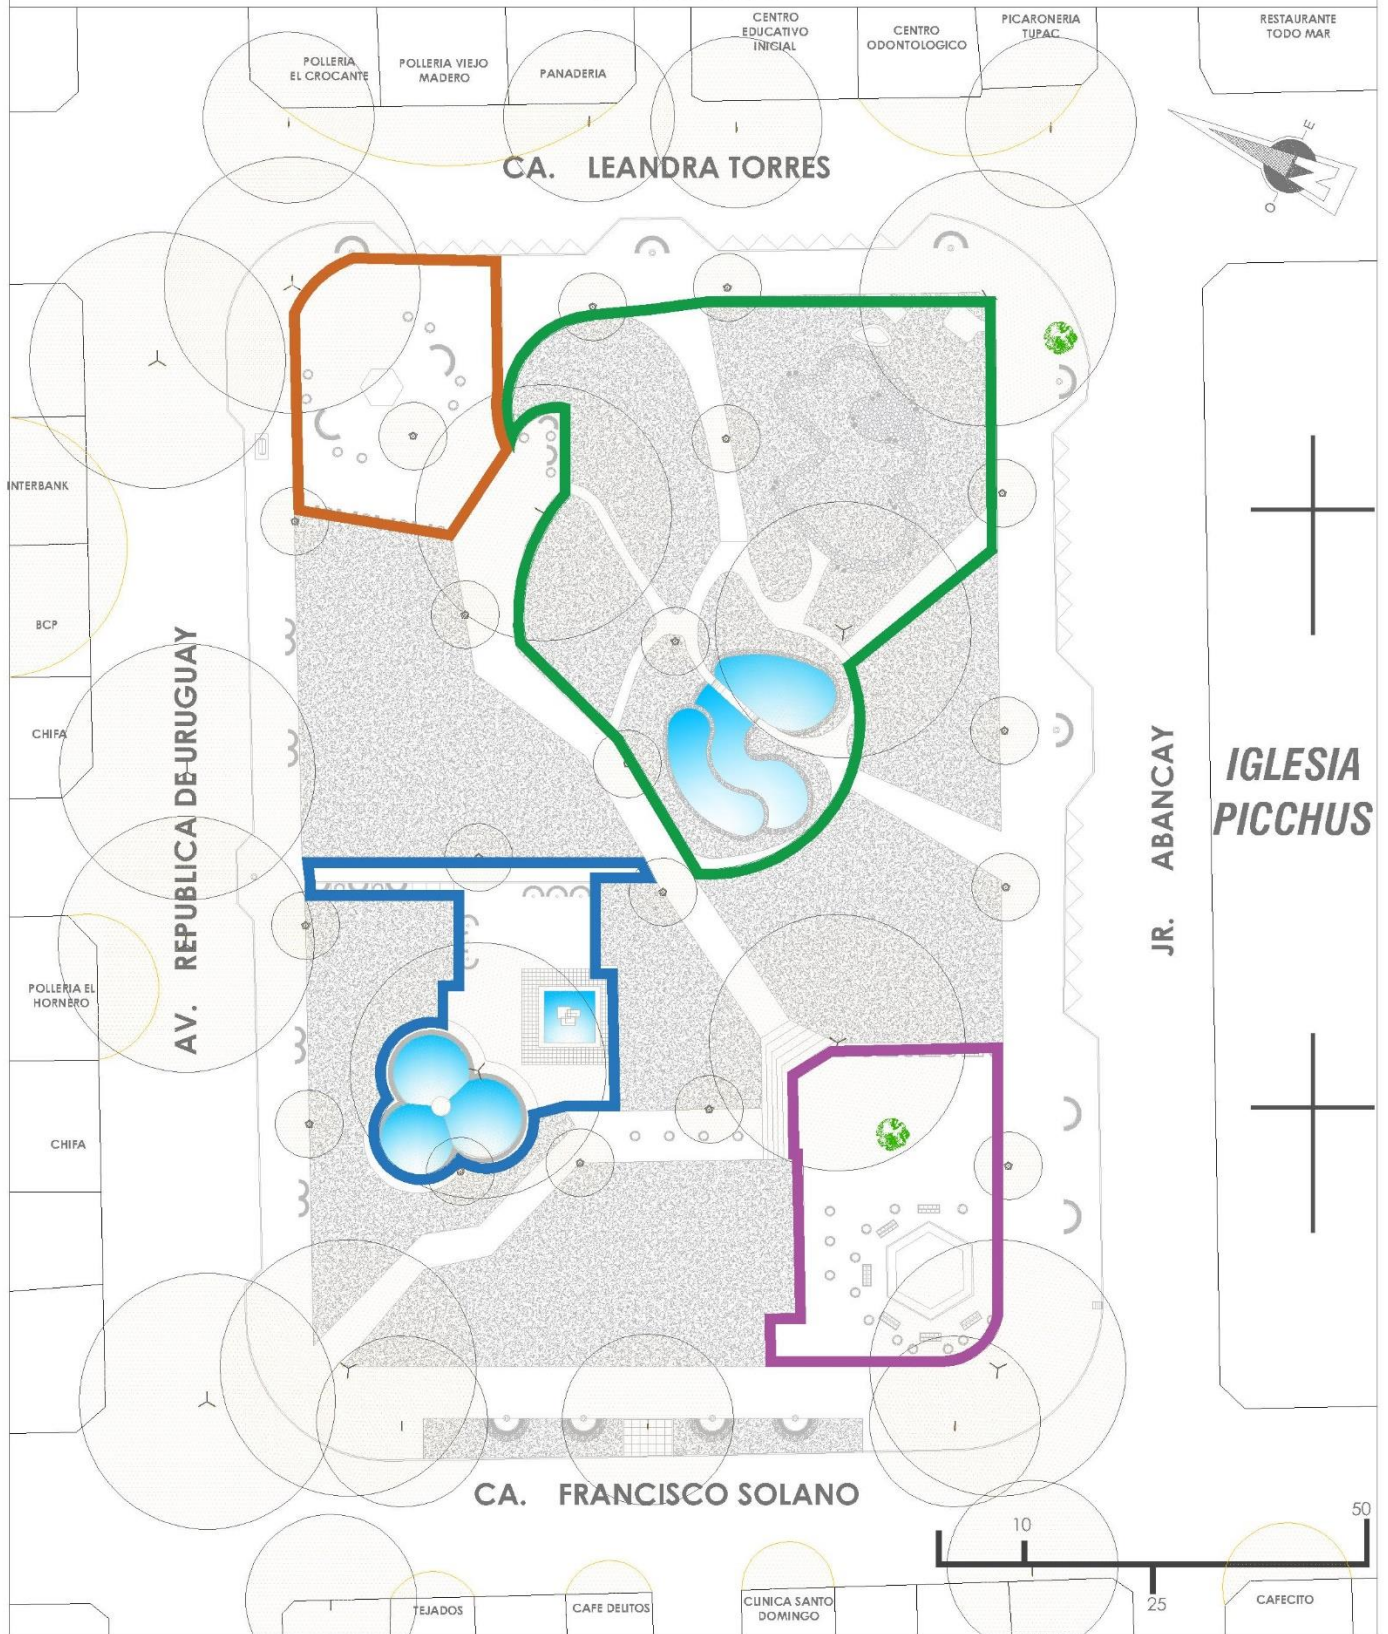 CENTRO
EDUCATIVO
INICIAL
CENTRO
ODONTOLOGICO
PICARONERIA
TUPAC
RESTAURANTE
TODO MAR
POLLERIA
EL CROCANTE
POLLERIA VIEJO
MADERO
PANADERIA
CA. LEANDRA TORRES
E
N
O
INTERBANK
BCP
CHIFA
AV. REPUBLICA DE URUGUAY
JR. ABANCAY
IGLESIA
PICCHUS
POLLERIA EL
HORNERO
CHIFA
CA. FRANCISCO SOLANO
10
50
25
TEJADOS
CAFE DELITOS
CLINICA SANTO
DOMINGO
CAFECITO